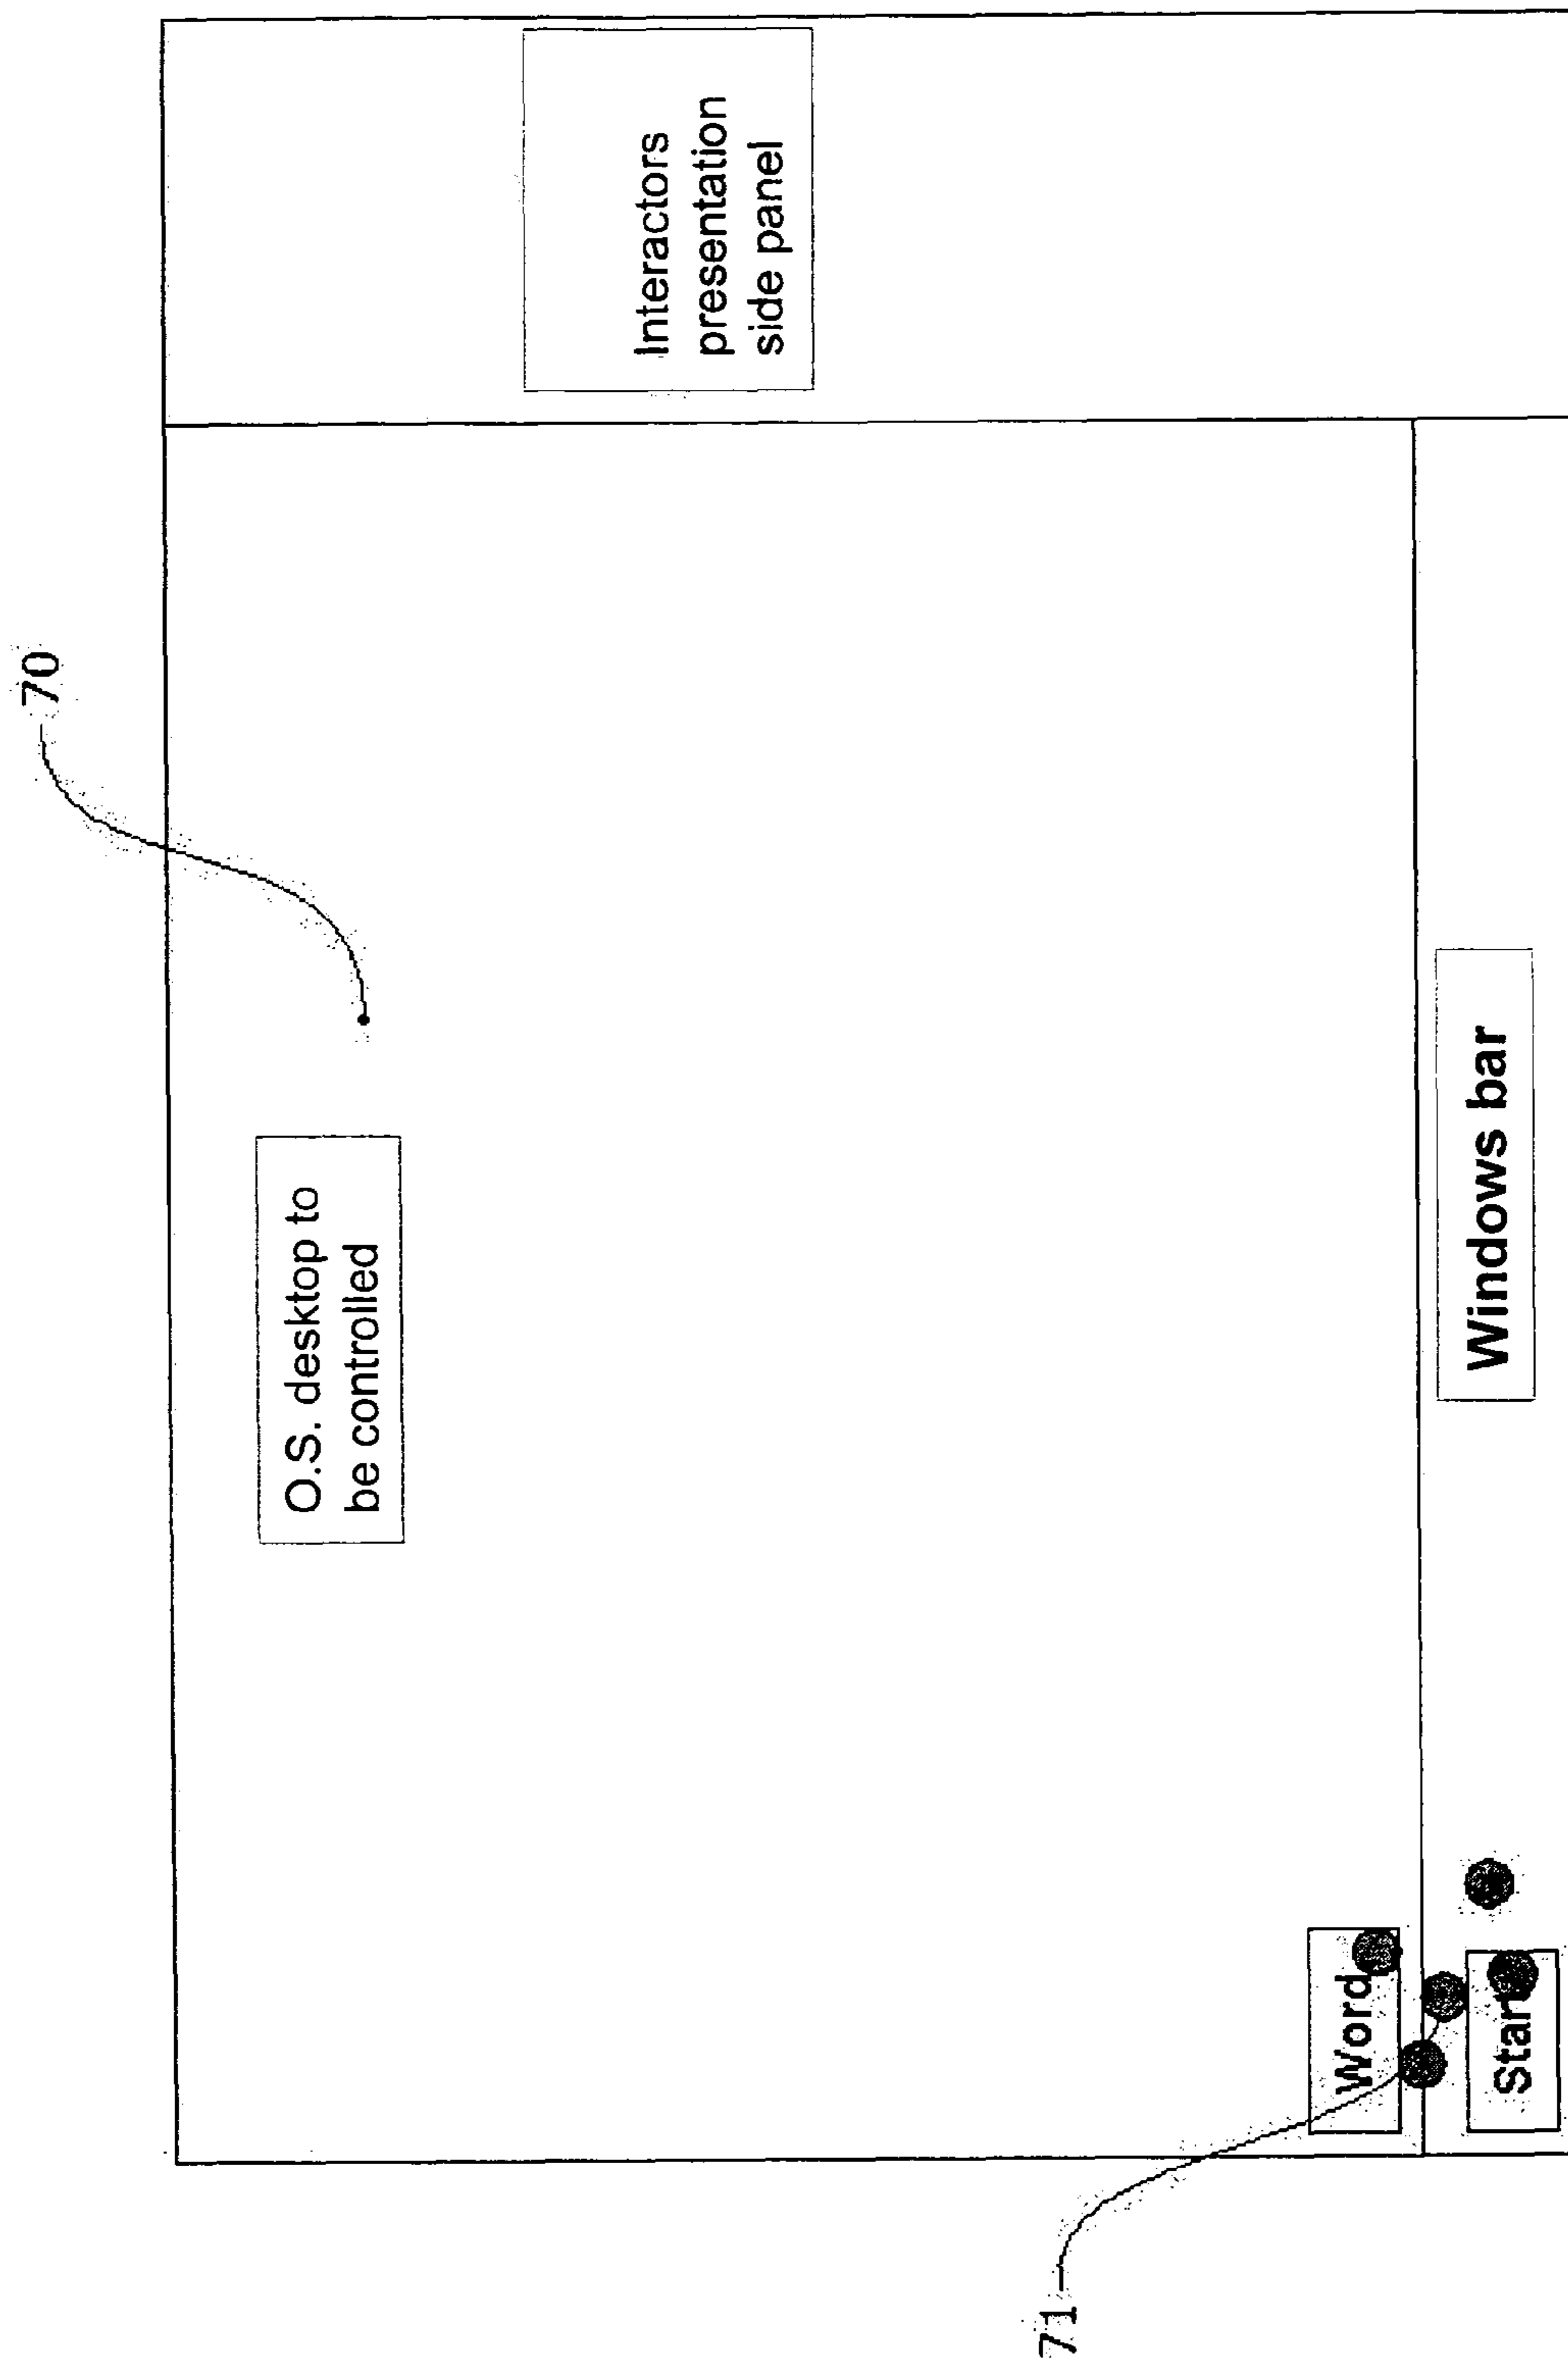 70
O.S. desktop to
be controlled
Interactors
presentation
side panel
Word
71
Start
Windows bar